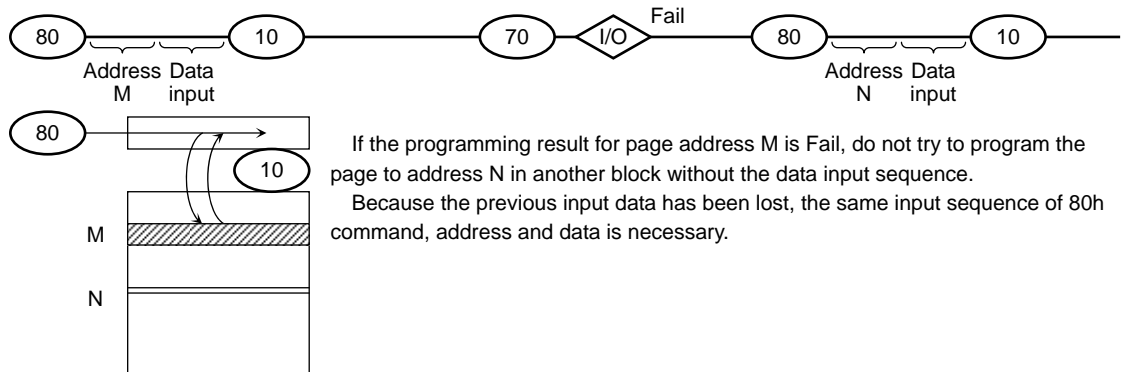 Fail
80 10 70 I/O 80 10
Address Data Address Data
M input N input
80
10
If the programming result for page address M is Fail, do not try to program the
page to address N in another block without the data input sequence.
Because the previous input data has been lost, the same input sequence of 80h
command, address and data is necessary.
M
N